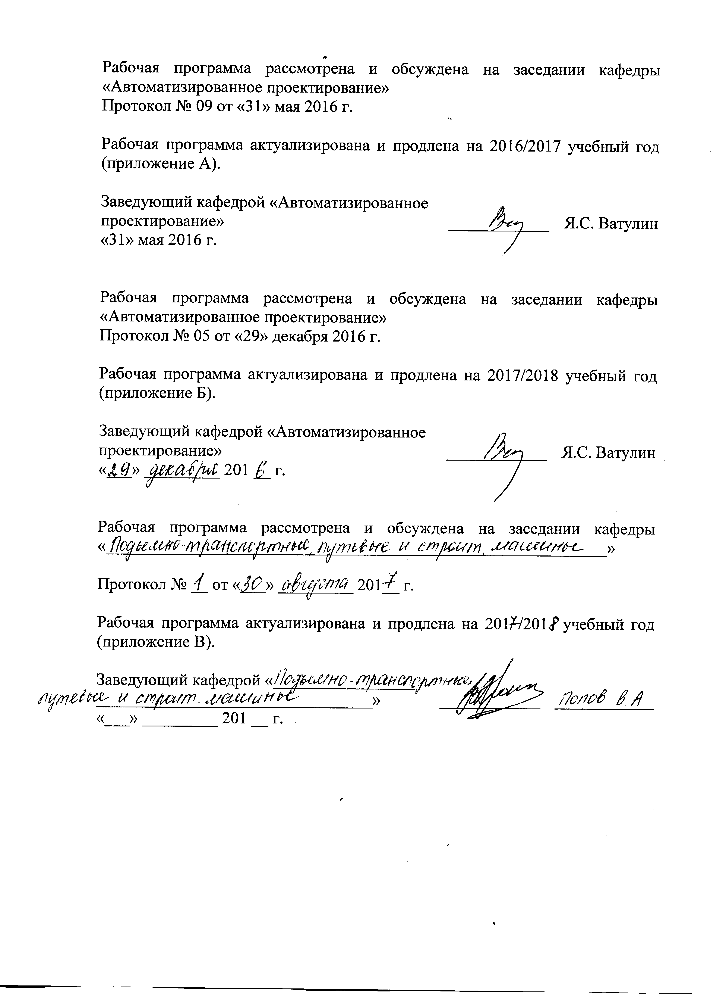 Рабочая программа рассмотрена и обсуждена на заседании кафедры
«Автоматизированное проектирование»
Протокол № 09 от «31» мая 2016 г.
Рабочая программа актуализирована и продлена на 2016/2017 учебный год
(приложение А).
Заведующий кафедрой «Автоматизированное
проектирование» Я.С. Ватулин
«31» мая 2016 г.
Рабочая программа рассмотрена и обсуждена на заседании кафедры
«Автоматизированное проектирование»
Протокол № 05 от «29» декабря 2016 г.
Рабочая программа актуализирована и продлена на 2017/2018 учебный год
(приложение Б).
Заведующий кафедрой «Автоматизированное
проектирование» Я.С. Ватулин
«29» декабря 2016 г.
Рабочая программа рассмотрена и обсуждена на заседании кафедры
«Подъемно-транспортные, путевые и строит. машины»
Протокол № 1 от «30» августа 2017 г.
Рабочая программа актуализирована и продлена на 2017/2018 учебный год
(приложение В).
Заведующий кафедрой «Подъемно-транспортные,
путевые и строит. машины» Попов В.А
«___» _________ 201 __ г.